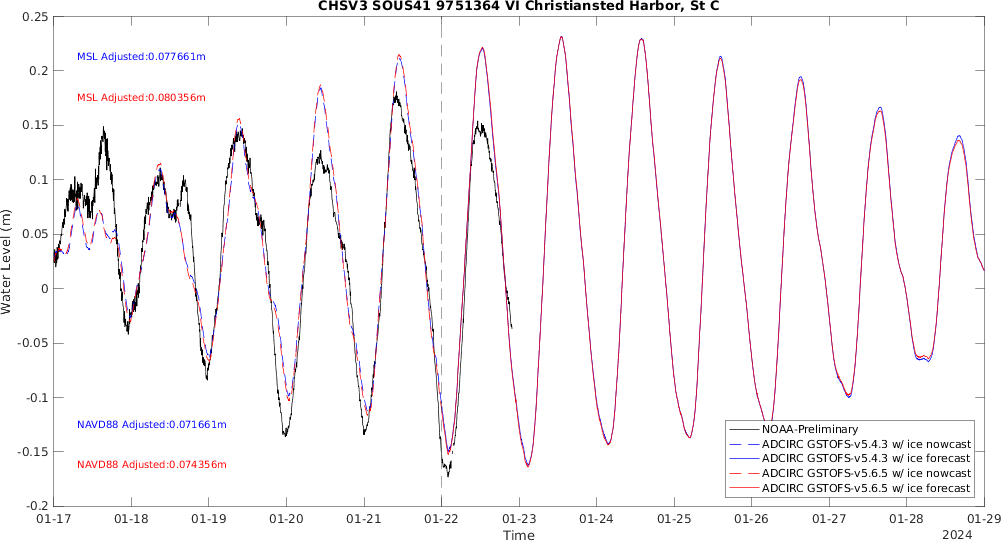 CHSV3 SOUS41 9751364 VI Christiansted Harbor, St C
0.25
0.2
0.15
0.1
0.05
0
-0.05
-0.1
-0.15
-0.2
Water Level (m)
MSL Adjusted:0.077661m
MSL Adjusted:0.080356m
NAVD88 Adjusted:0.071661m
NAVD88 Adjusted:0.074356m
NOAA-Preliminary
ADCIRC GSTOFS-v5.4.3 w/ ice nowcast
ADCIRC GSTOFS-v5.4.3 w/ ice forecast
ADCIRC GSTOFS-v5.6.5 w/ ice nowcast
ADCIRC GSTOFS-v5.6.5 w/ ice forecast
01-17 01-18 01-19 01-20 01-21 01-22 01-23 01-24 01-25 01-26 01-27 01-28 01-29
Time
2024